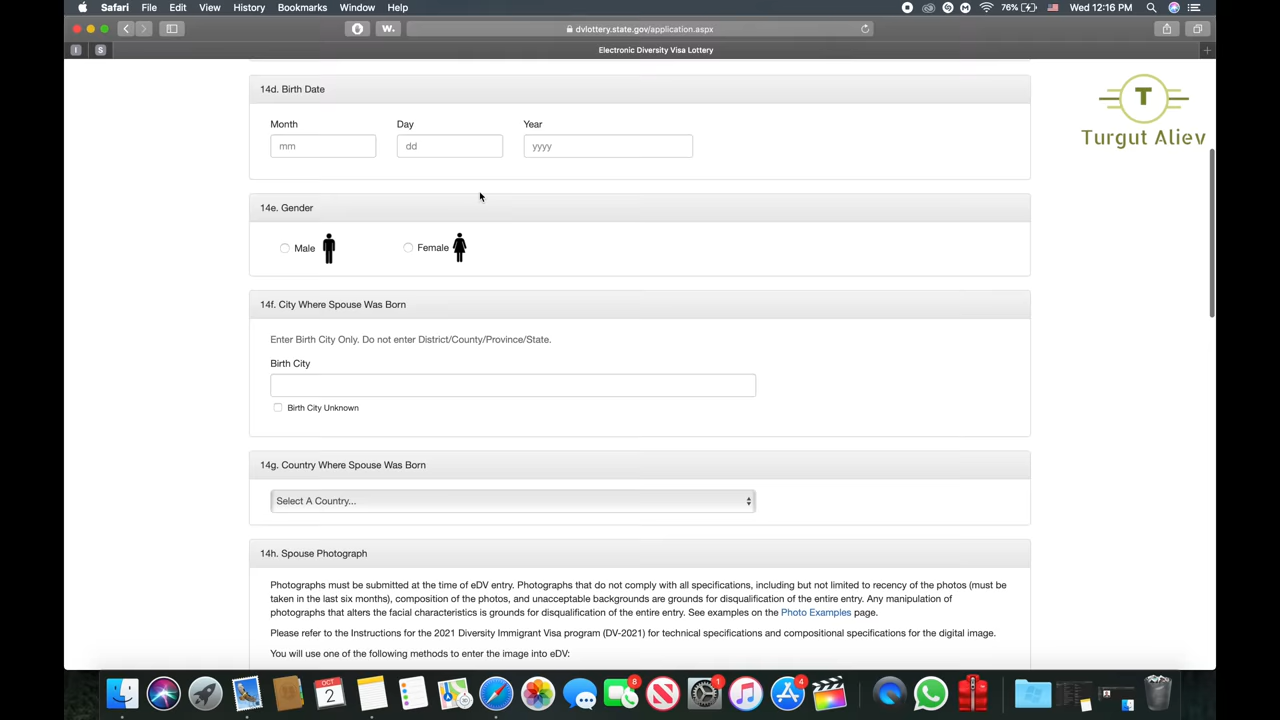 Safari File Edit View History Bookmarks Window Help 76% Wed 12:16 PM
W. dvlottery.state.gov/application.aspx
I S Electronic Diversity Visa Lottery +
14d. Birth Date
Month Day Year
mm dd yyyy
T
Turgut Aliev
14e. Gender
Male Female
14f. City Where Spouse Was Born
Enter Birth City Only. Do not enter District/County/Province/State.
Birth City
Birth City Unknown
14g. Country Where Spouse Was Born
Select A Country...
14h. Spouse Photograph
Photographs must be submitted at the time of eDV entry. Photographs that do not comply with all specifications, including but not limited to recency of the photos (must be
taken in the last six months), composition of the photos, and unacceptable backgrounds are grounds for disqualification of the entire entry. Any manipulation of
photographs that alters the facial characteristics is grounds for disqualification of the entire entry. See examples on the Photo Examples page.
Please refer to the Instructions for the 2021 Diversity Immigrant Visa program (DV-2021) for technical specifications and compositional specifications for the digital image.
You will use one of the following methods to enter the image into eDV:
OCT
2
8
1
4